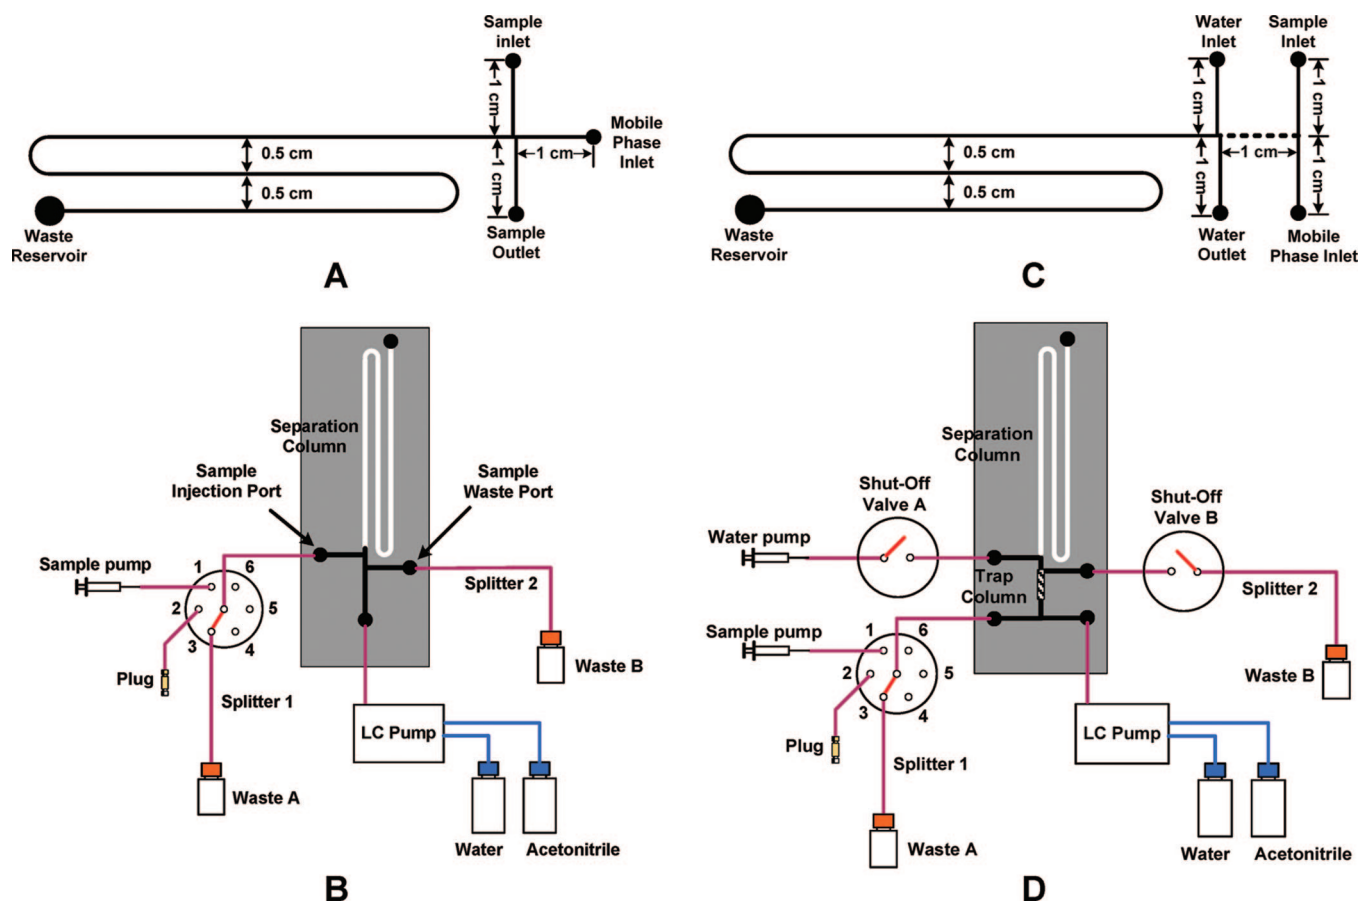 Sample
inlet
1 cm
Mobile
Phase
Inlet
0.5 cm
1 cm
1 cm
0.5 cm
Waste
Reservoir
Sample
Outlet
A
Water
Inlet
Sample
Inlet
1 cm
1 cm
0.5 cm
1 cm
1 cm
1 cm
0.5 cm
Waste
Reservoir
Water
Outlet
Mobile
Phase Inlet
C
Separation
Column
Sample
Injection Port
Sample
Waste Port
Sample pump
1
6
2
5
3
4
Plug
Splitter 1
Splitter 2
Waste B
LC Pump
Waste A
Water
Acetonitrile
B
Separation
Column
Shut-Off
Valve A
Shut-Off
Valve B
Water pump
Trap
Column
Splitter 2
Sample pump
1
6
2
5
3
4
Plug
Splitter 1
Waste B
LC Pump
Waste A
Water
Acetonitrile
D